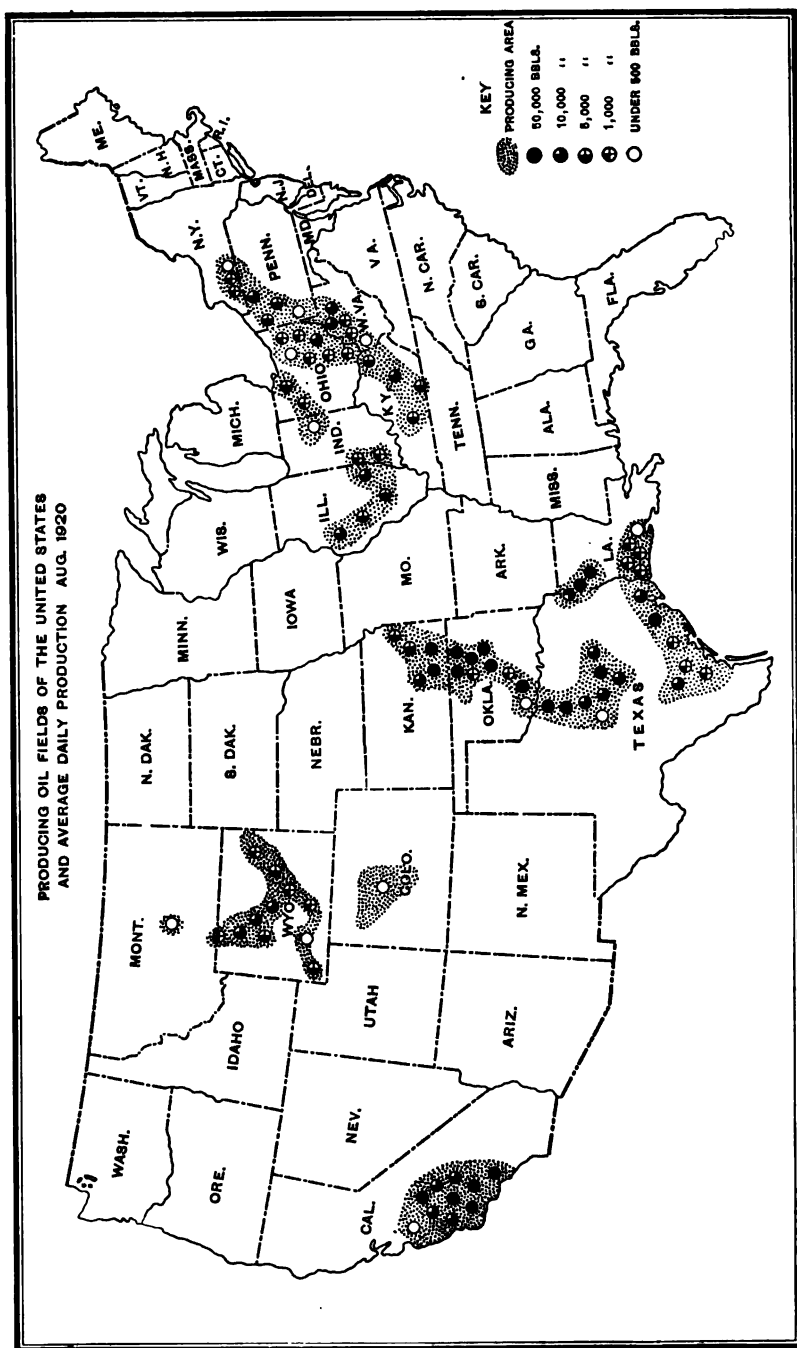 PRODUCING OIL FIELDS OF THE UNITED STATES
AND AVERAGE DAILY PRODUCTION AUG. 1920
WASH.
ORE.
CAL.
NEV.
IDAHO
MONT.
WYO.
UTAH
COLO.
ARIZ.
N. MEX.
N. DAK.
S. DAK.
NEBR.
KAN.
OKLA.
TEXAS
MINN.
IOWA
MO.
ARK.
LA.
WIS.
ILL.
MICH.
IND.
OHIO
KY.
TENN.
MISS.
ALA.
GA.
FLA.
S. CAR.
N. CAR.
VA.
W. VA.
MD.
DEL.
N.J.
PENN.
N.Y.
VT.
N.H.
MASS.
CT.
R.I.
ME.
KEY
PRODUCING AREA
50,000 BBLS.
10,000 "
5,000 "
1,000 "
UNDER 500 BBLS.